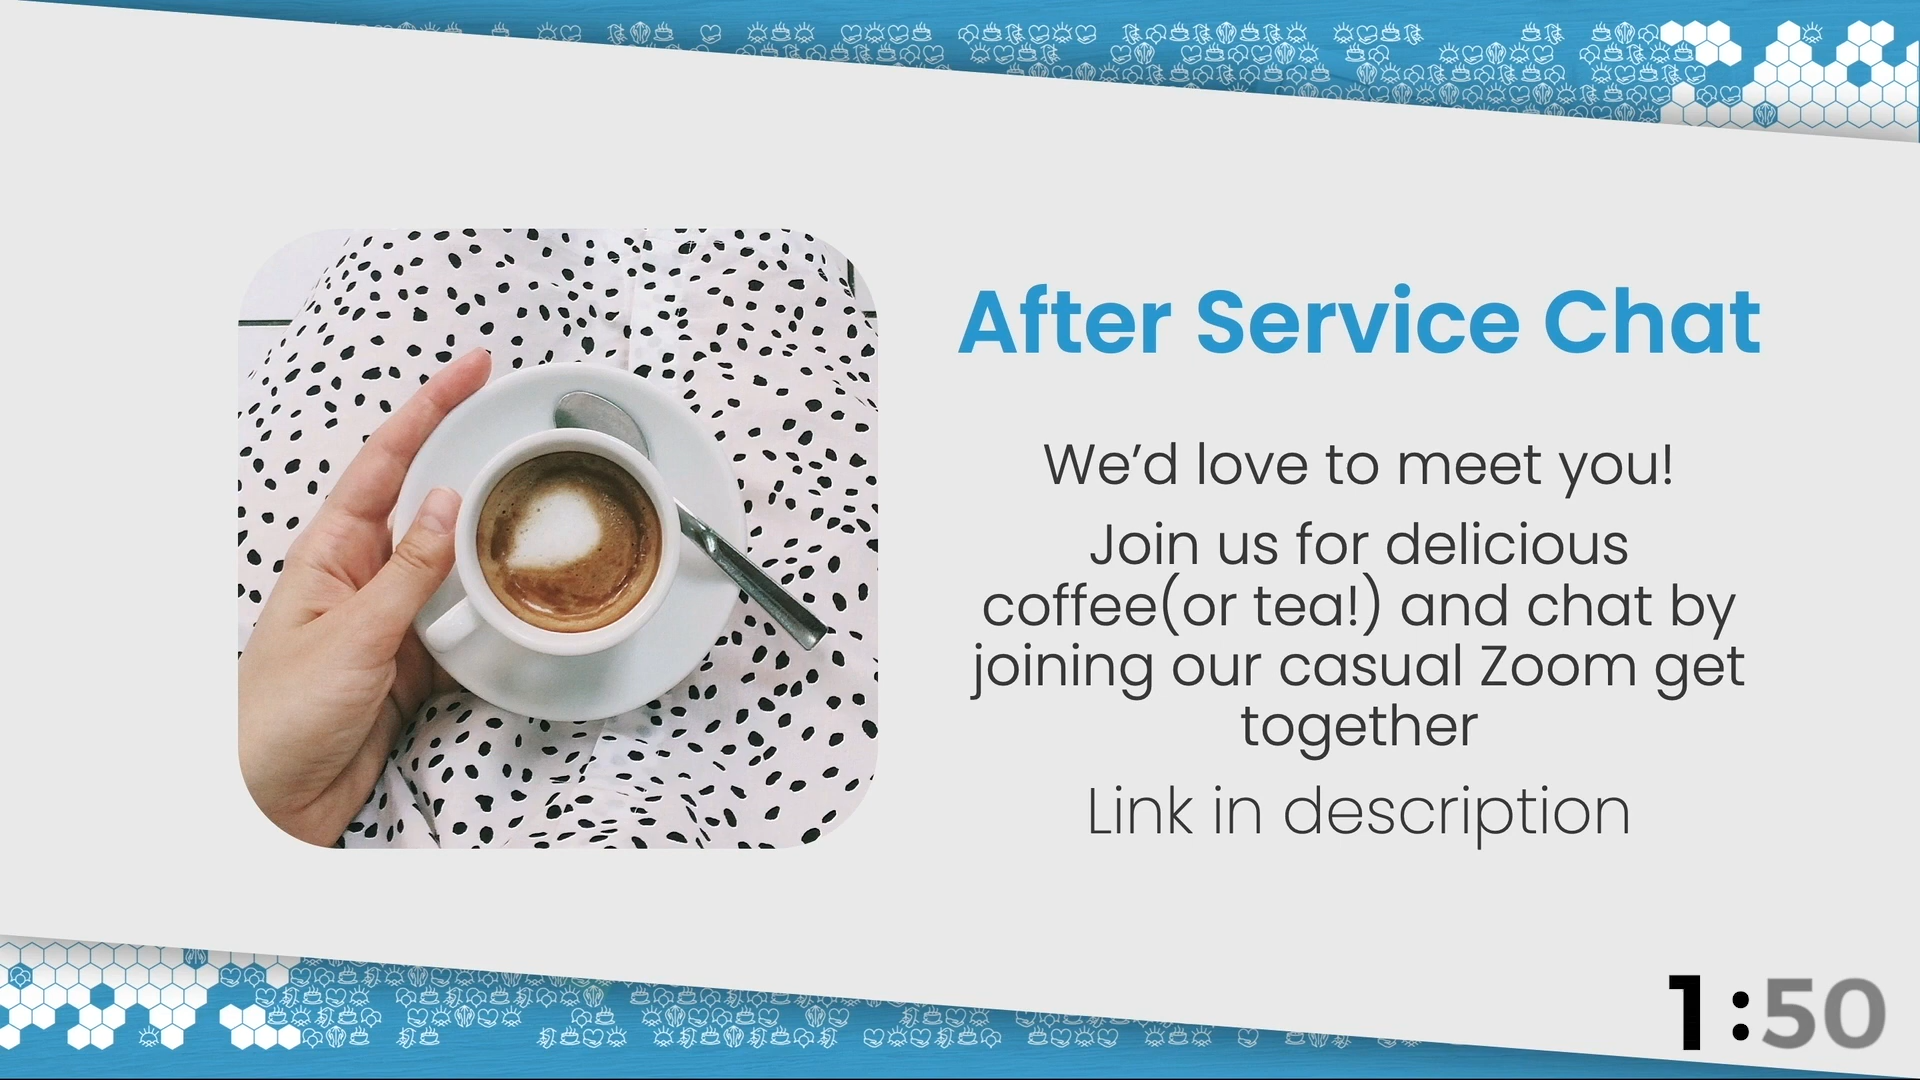 After Service Chat
We’d love to meet you!
Join us for delicious
coffee(or tea!) and chat by
joining our casual Zoom get
together
Link in description
1:50